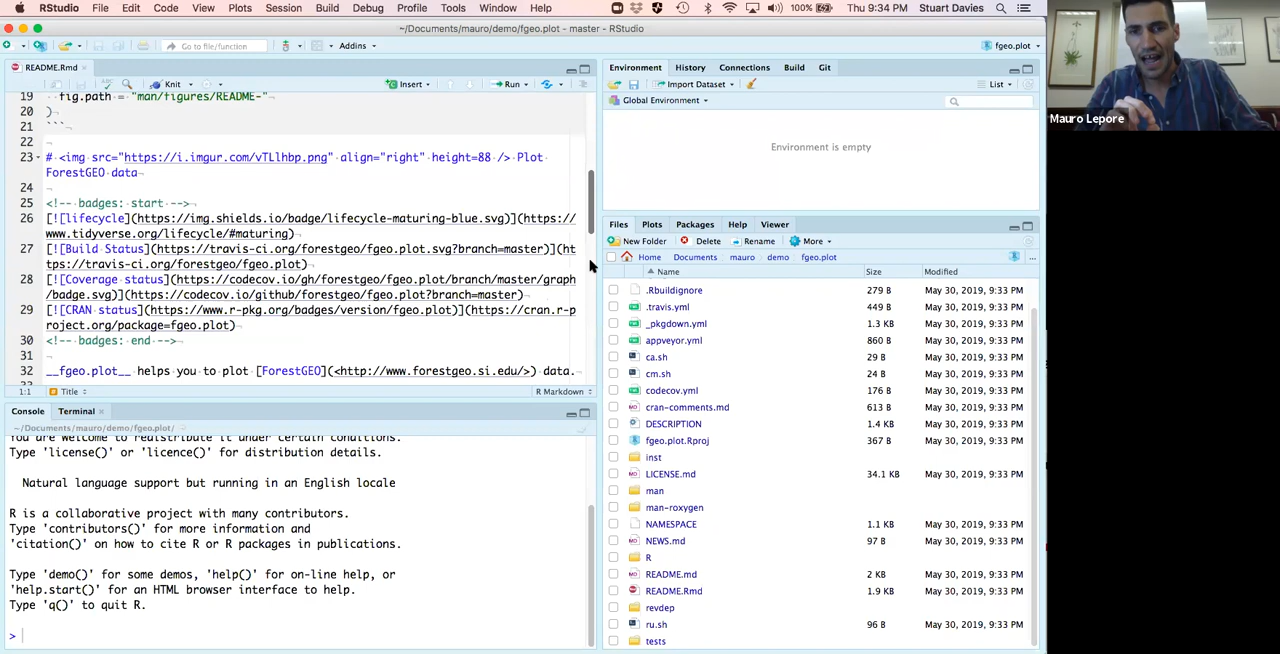 RStudio File Edit Code View Plots Session Build Debug Profile Tools Window Help 100% Thu 9:34 PM Stuart Davies
~/Documents/mauro/demo/fgeo.plot - master - RStudio
Go to file/function Addins fgeo.plot
README.Rmd
Knit Insert Run
19 fig.path = "man/figures/README-"
20 )
21 ```
22
23 # <img src="https://i.imgur.com/vTLlhbp.png" align="right" height=88 /> Plot
ForestGEO data
24
25 <!-- badges: start -->
26 [![lifecycle](https://img.shields.io/badge/lifecycle-maturing-blue.svg)](https://
www.tidyverse.org/lifecycle/#maturing)
27 [![Build Status](https://travis-ci.org/forestgeo/fgeo.plot.svg?branch=master)](ht
tps://travis-ci.org/forestgeo/fgeo.plot)
28 [![Coverage status](https://codecov.io/gh/forestgeo/fgeo.plot/branch/master/graph
/badge.svg)](https://codecov.io/github/forestgeo/fgeo.plot?branch=master)
29 [![CRAN status](https://www.r-pkg.org/badges/version/fgeo.plot)](https://cran.r-p
roject.org/package=fgeo.plot)
30 <!-- badges: end -->
31
32 __fgeo.plot__ helps you to plot [ForestGEO](<http://www.forestgeo.si.edu/>) data.
1:1 Title R Markdown
Console Terminal
~/Documents/mauro/demo/fgeo.plot/
You are welcome to redistribute it under certain conditions.
Type 'license()' or 'licence()' for distribution details.
Natural language support but running in an English locale
R is a collaborative project with many contributors.
Type 'contributors()' for more information and
'citation()' on how to cite R or R packages in publications.
Type 'demo()' for some demos, 'help()' for on-line help, or
'help.start()' for an HTML browser interface to help.
Type 'q()' to quit R.
>
Environment History Connections Build Git
Import Dataset List
Global Environment
Environment is empty
Files Plots Packages Help Viewer
New Folder Delete Rename More
Home Documents mauro demo fgeo.plot ...
Name Size Modified
.Rbuildignore 279 B May 30, 2019, 9:33 PM
.travis.yml 449 B May 30, 2019, 9:33 PM
_pkgdown.yml 1.3 KB May 30, 2019, 9:33 PM
appveyor.yml 860 B May 30, 2019, 9:33 PM
ca.sh 29 B May 30, 2019, 9:33 PM
cm.sh 24 B May 30, 2019, 9:33 PM
codecov.yml 176 B May 30, 2019, 9:33 PM
cran-comments.md 613 B May 30, 2019, 9:33 PM
DESCRIPTION 1.4 KB May 30, 2019, 9:33 PM
fgeo.plot.Rproj 367 B May 30, 2019, 9:33 PM
inst
LICENSE.md 34.1 KB May 30, 2019, 9:33 PM
man
man-roxygen
NAMESPACE 1.1 KB May 30, 2019, 9:33 PM
NEWS.md 97 B May 30, 2019, 9:33 PM
R
README.md 2 KB May 30, 2019, 9:33 PM
README.Rmd 1.9 KB May 30, 2019, 9:33 PM
revdep
ru.sh 96 B May 30, 2019, 9:33 PM
tests
Mauro Lepore